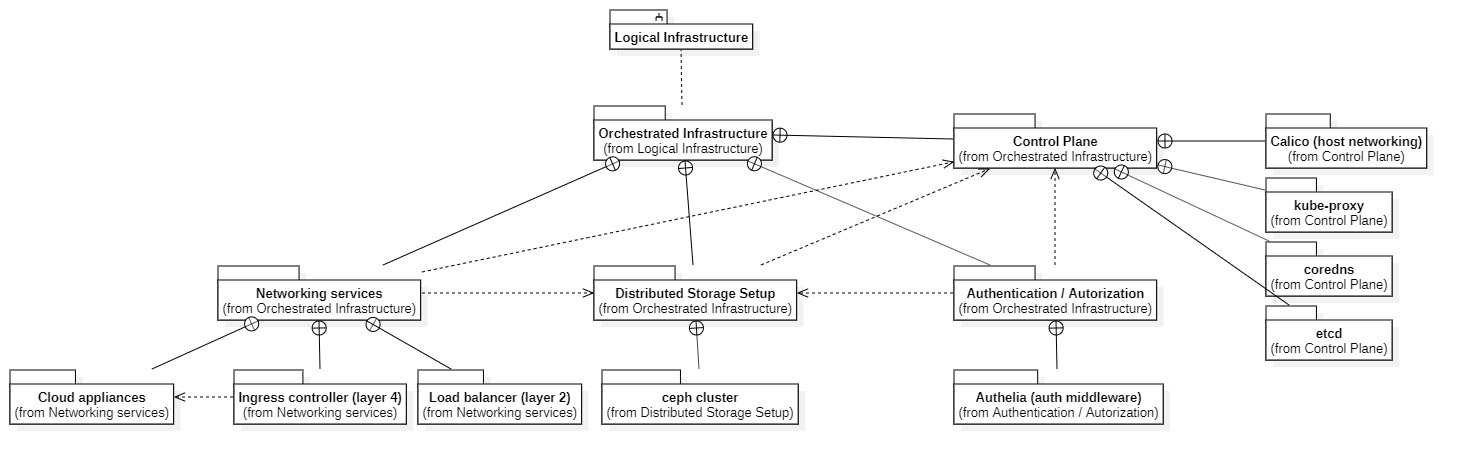 Logical Infrastructure
Orchestrated Infrastructure
(from Logical Infrastructure)
Control Plane
(from Orchestrated Infrastructure)
Calico (host networking)
(from Control Plane)
kube-proxy
(from Control Plane)
coredns
(from Control Plane)
etcd
(from Control Plane)
Networking services
(from Orchestrated Infrastructure)
Distributed Storage Setup
(from Orchestrated Infrastructure)
Authentication / Autorization
(from Orchestrated Infrastructure)
Cloud appliances
(from Networking services)
Ingress controller (layer 4)
(from Networking services)
Load balancer (layer 2)
(from Networking services)
ceph cluster
(from Distributed Storage Setup)
Authelia (auth middleware)
(from Authentication / Autorization)